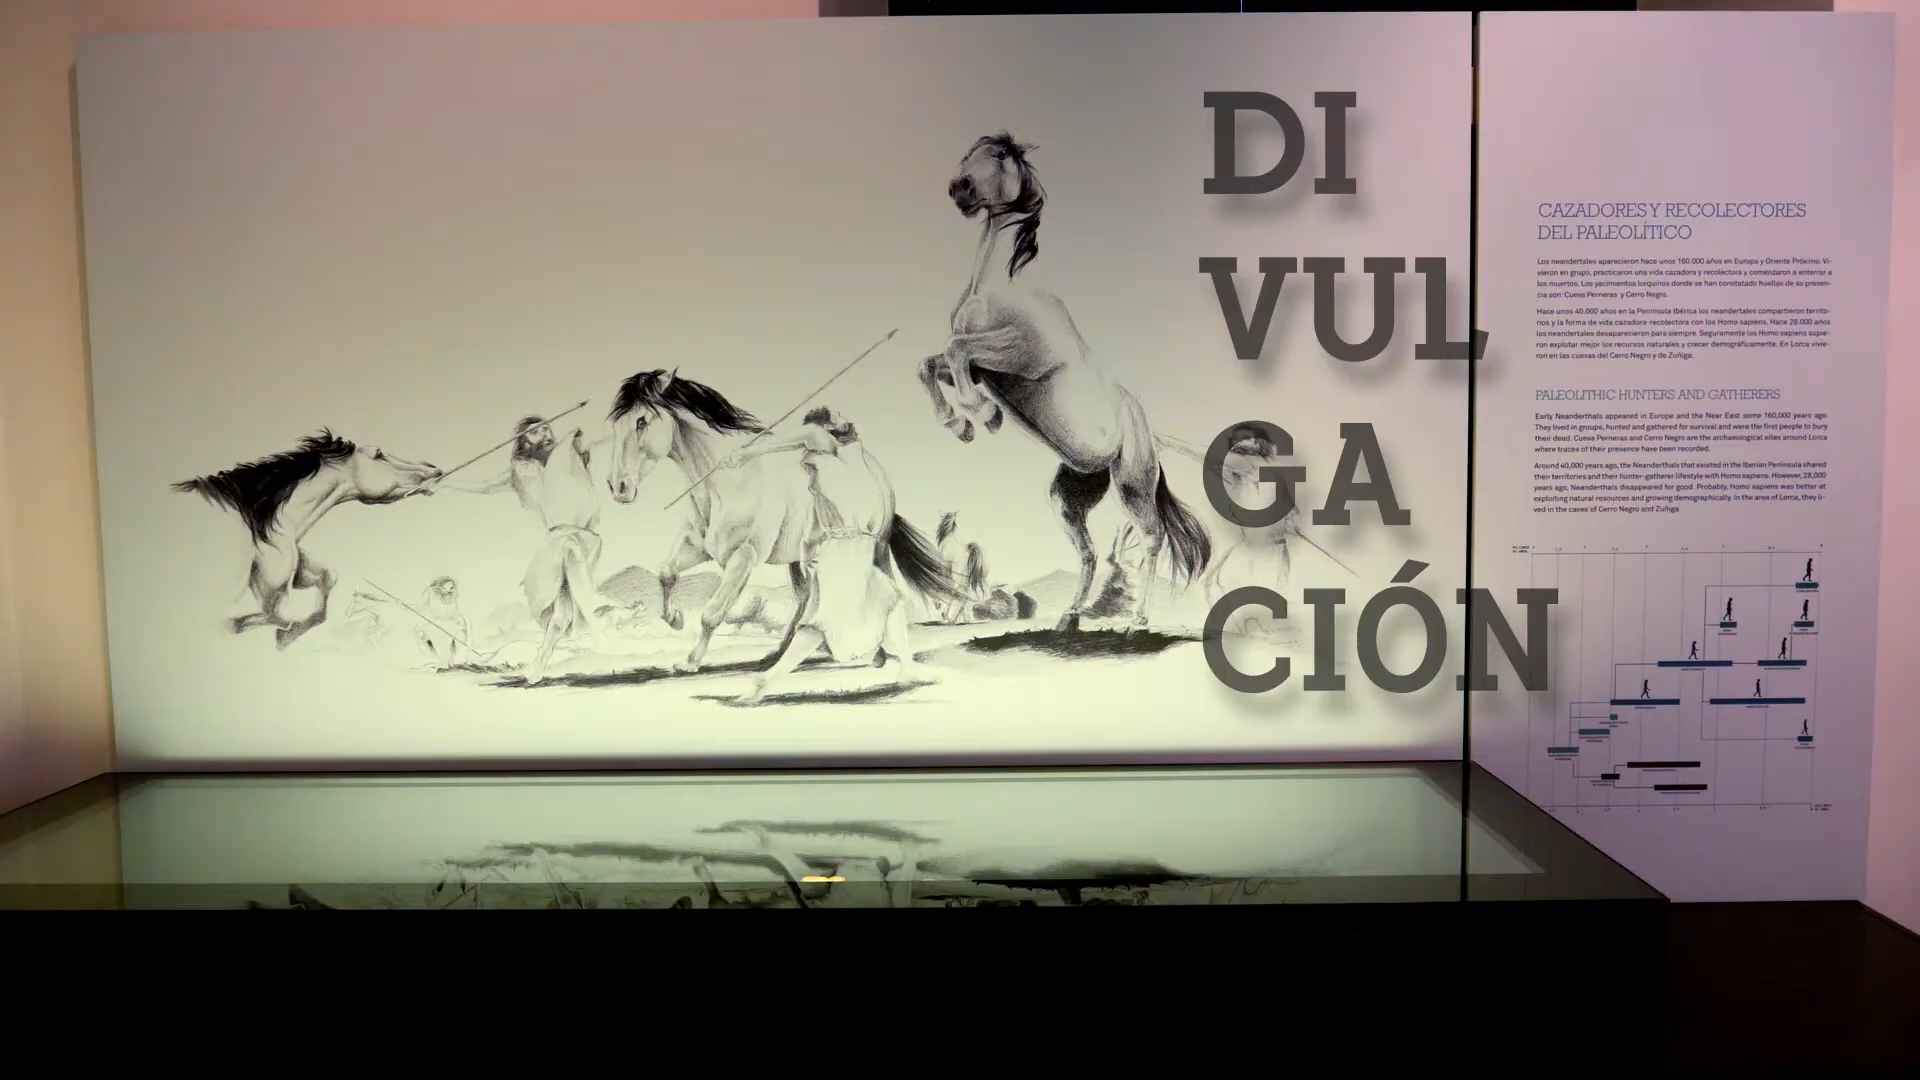 DI
VUL
GA
CIÓN
CAZADORES Y RECOLECTORES
DEL PALEOLÍTICO
Los neandertales aparecieron hace unos 160.000 años en Europa y Oriente Próximo. Vi-
vieron en grupo, practicaron una vida cazadora y recolectora y comenzaron a enterrar a
los muertos. Los yacimientos lorquinos donde se han constatado huellas de su presen-
cia son: Cueva Perneras y Cerro Negro.
Hace unos 40.000 años en la Península Ibérica los neandertales compartieron territo-
rios y la forma de vida cazadora-recolectora con los Homo sapiens. Hace 28.000 años
los neandertales desaparecieron para siempre. Seguramente los Homo sapiens supie-
ron explotar mejor los recursos naturales y crecer demográficamente. En Lorca vivie-
ron en las cuevas del Cerro Negro y de Zuñiga.
PALEOLITHIC HUNTERS AND GATHERERS
Early Neanderthals appeared in Europe and the Near East some 160,000 years ago.
They lived in groups, hunted and gathered for survival and were the first people to bury
their dead. Cueva Perneras and Cerro Negro are the archaeological sites around Lorca
where traces of their presence have been recorded.
Around 40,000 years ago, the Neanderthals that existed in the Iberian Peninsula shared
their territories and their hunter-gatherer lifestyle with Homo sapiens. However, 28,000
years ago, Neanderthals disappeared for good. Probably, Homo sapiens was better at
exploiting natural resources and growing demographically. In the area of Lorca, they li-
ved in the caves of Cerro Negro and Zuñiga